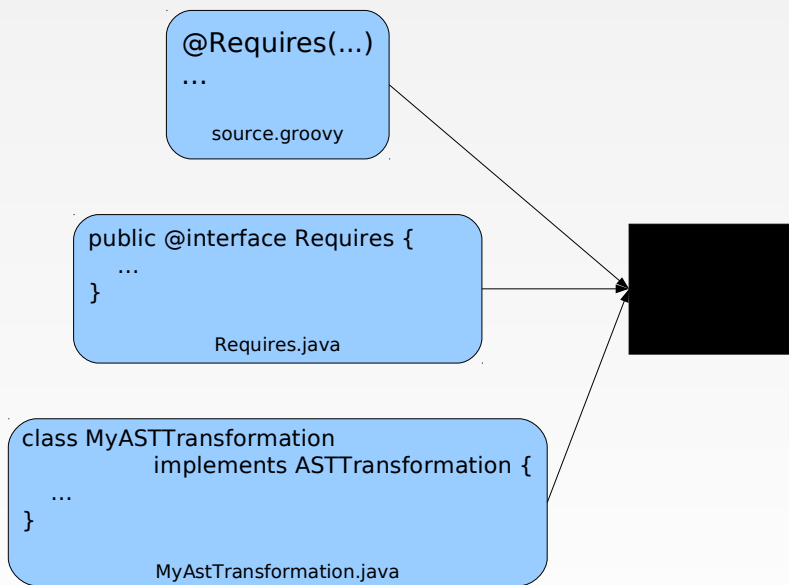 @Requires(...)
...
source.groovy
public @interface Requires {
...
}
Requires.java
class MyASTTransformation
implements ASTTransformation {
...
}
MyAstTransformation.java